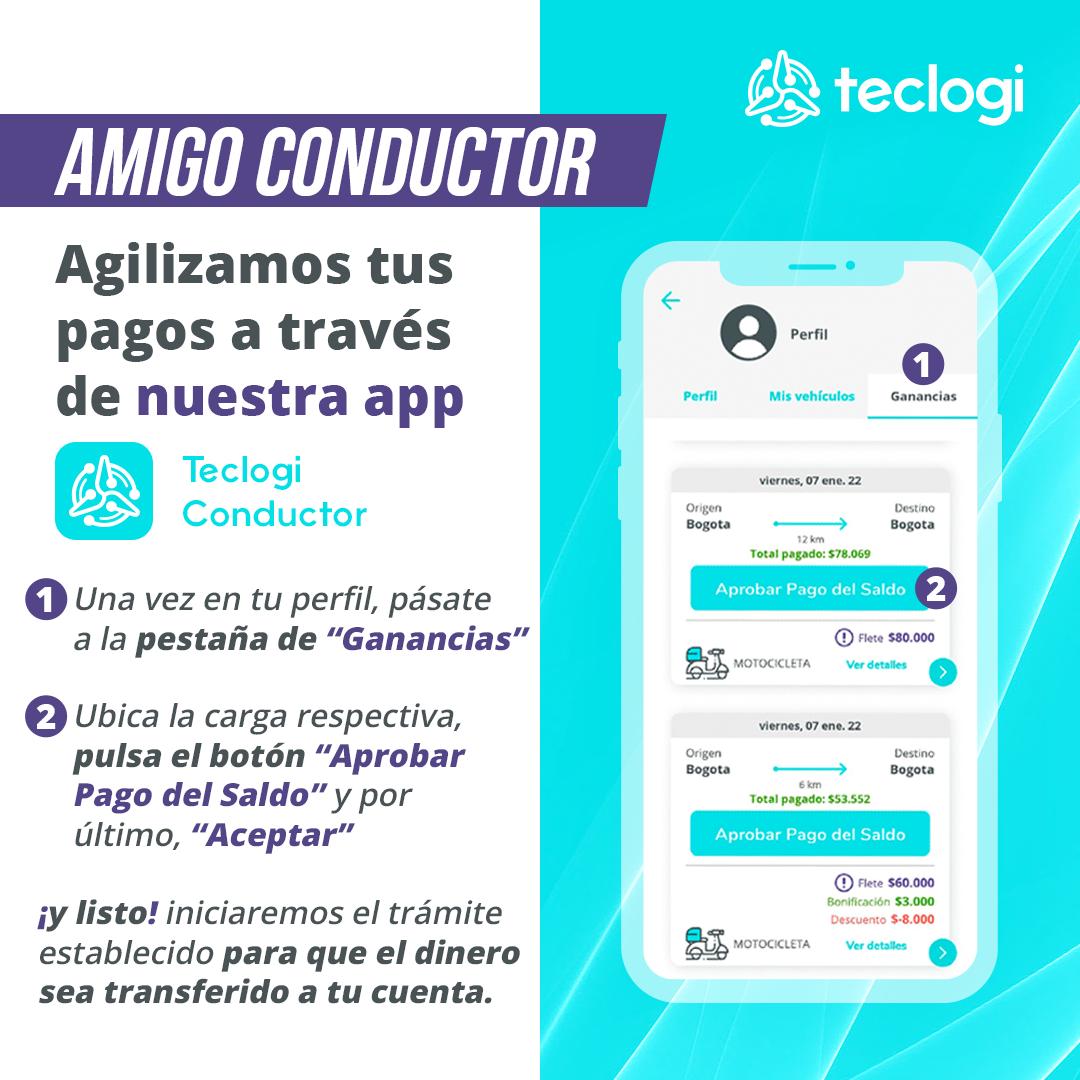 teclogi
AMIGO CONDUCTOR
Agilizamos tus
pagos a través
de nuestra app
Teclogi
Conductor
1 Una vez en tu perfil, pásate
a la pestaña de “Ganancias”
2 Ubica la carga respectiva,
pulsa el botón “Aprobar
Pago del Saldo” y por
último, “Aceptar”
¡y listo! iniciaremos el trámite
establecido para que el dinero
sea transferido a tu cuenta.
Perfil
1
Perfil Mis vehículos Ganancias
viernes, 07 ene. 22
Origen Destino
Bogota Bogota
12 km
Total pagado: $78.069
Aprobar Pago del Saldo 2
Flete $80.000
MOTOCICLETA Ver detalles
viernes, 07 ene. 22
Origen Destino
Bogota Bogota
6 km
Total pagado: $53.552
Aprobar Pago del Saldo
Flete $60.000
Bonificación $3.000
Descuento $-8.000
MOTOCICLETA Ver detalles